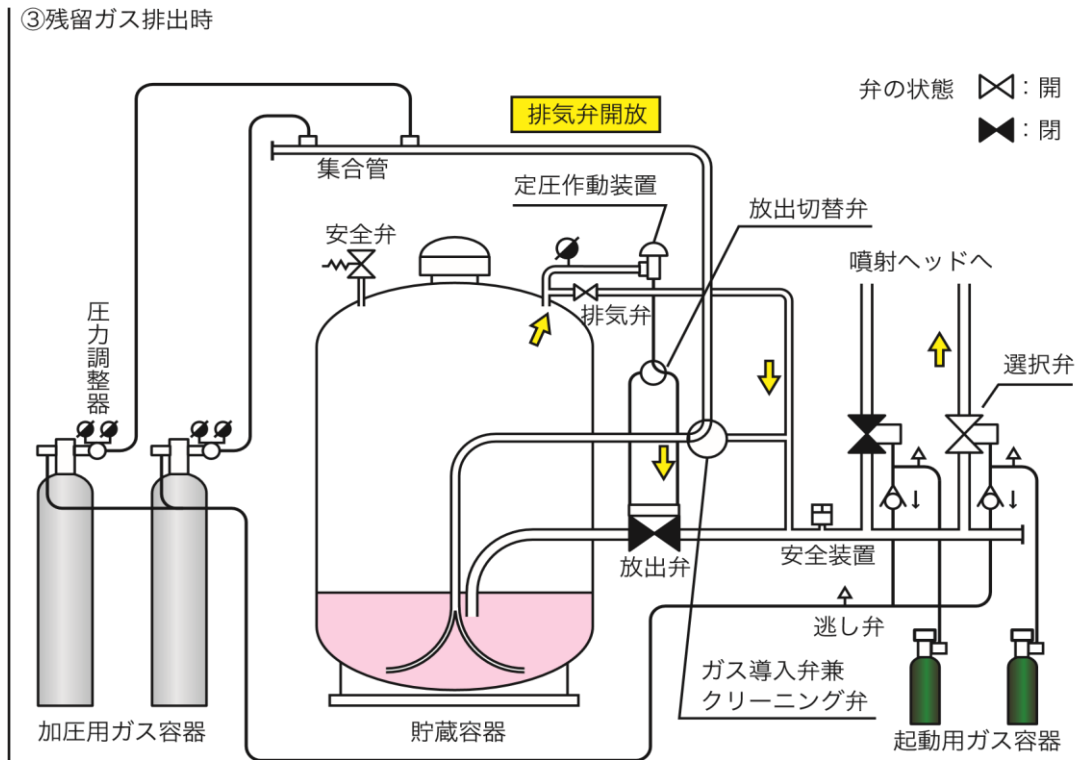 ③残留ガス排出時
弁の状態
：開
：閉
排気弁開放
集合管
定圧作動装置
放出切替弁
安全弁
噴射ヘッドへ
排気弁
圧力調整器
選択弁
放出弁
安全装置
逃し弁
ガス導入弁兼
クリーニング弁
加圧用ガス容器
貯蔵容器
起動用ガス容器